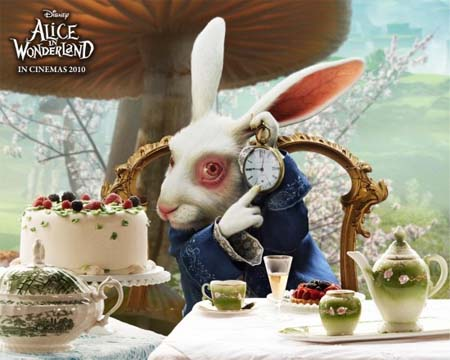 Disney
ALICE
IN
WONDERLAND
IN CINEMAS 2010